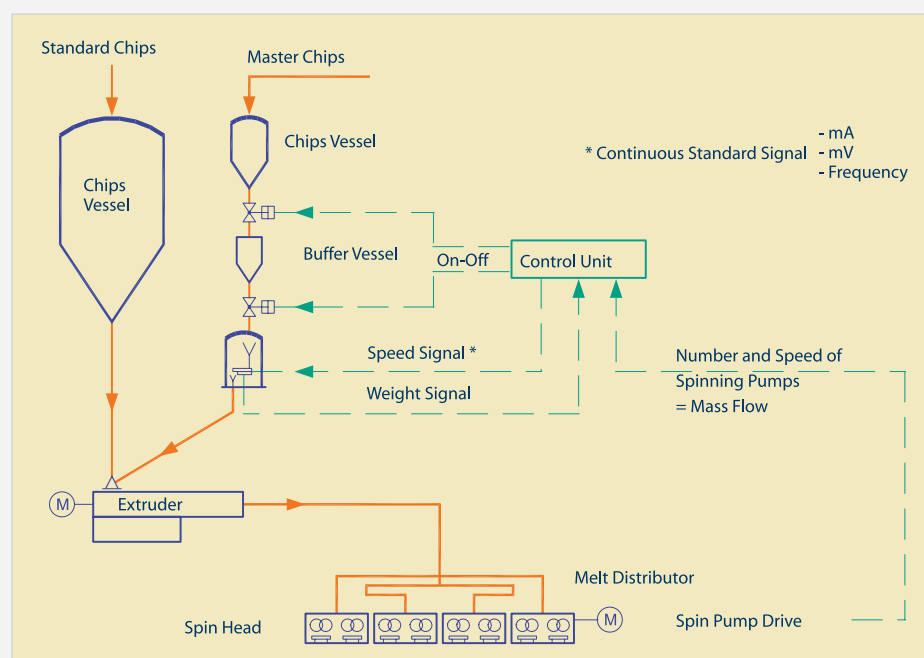 Standard Chips
Master Chips
Chips Vessel
Chips
Vessel
* Continuous Standard Signal
- mA
- mV
- Frequency
Buffer Vessel
On-Off
Control Unit
Speed Signal *
Weight Signal
Number and Speed of
Spinning Pumps
= Mass Flow
M
Extruder
Melt Distributor
Spin Head
M
Spin Pump Drive